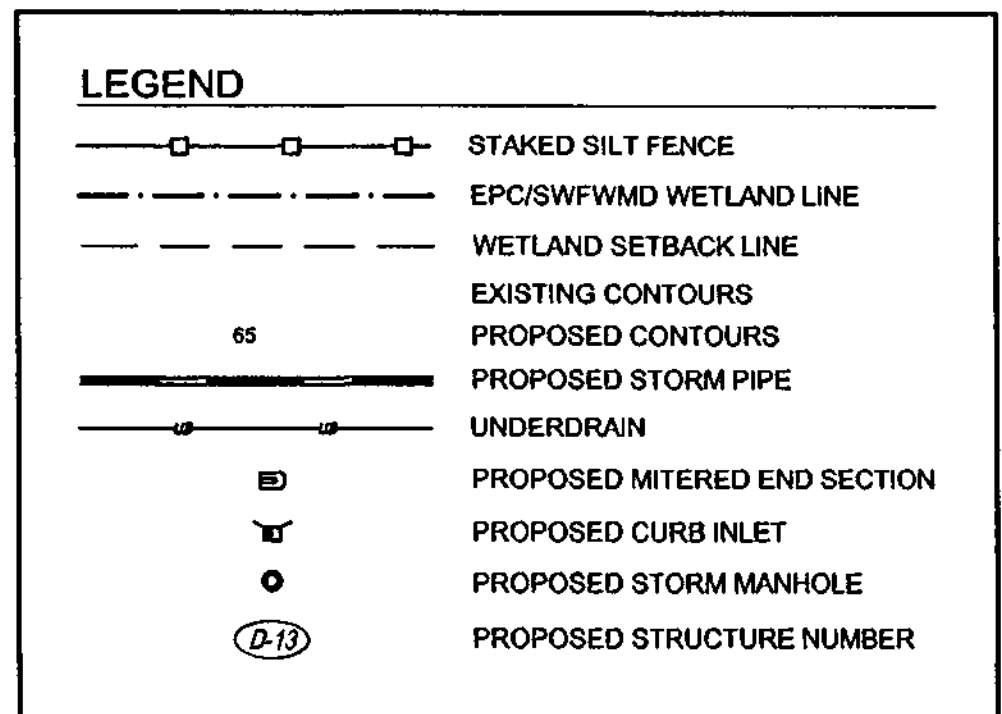 LEGEND
STAKED SILT FENCE
EPC/SWFWMD WETLAND LINE
WETLAND SETBACK LINE
EXISTING CONTOURS
65 PROPOSED CONTOURS
PROPOSED STORM PIPE
UD UD UNDERDRAIN
PROPOSED MITERED END SECTION
PROPOSED CURB INLET
PROPOSED STORM MANHOLE
D-13 PROPOSED STRUCTURE NUMBER